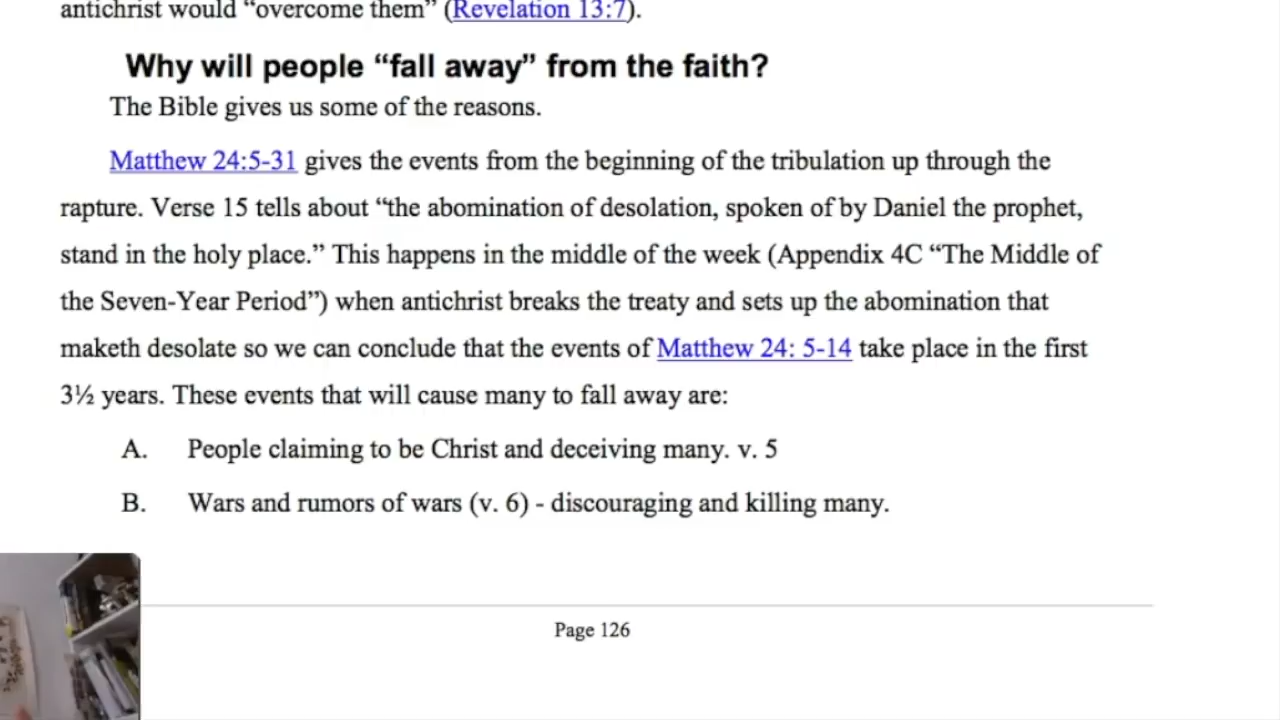 antichrist would “overcome them” (Revelation 13:7).
Why will people “fall away” from the faith?
The Bible gives us some of the reasons.
Matthew 24:5-31 gives the events from the beginning of the tribulation up through the
rapture. Verse 15 tells about “the abomination of desolation, spoken of by Daniel the prophet,
stand in the holy place.” This happens in the middle of the week (Appendix 4C “The Middle of
the Seven-Year Period”) when antichrist breaks the treaty and sets up the abomination that
maketh desolate so we can conclude that the events of Matthew 24: 5-14 take place in the first
3½ years. These events that will cause many to fall away are:
A. People claiming to be Christ and deceiving many. v. 5
B. Wars and rumors of wars (v. 6) - discouraging and killing many.
Page 126